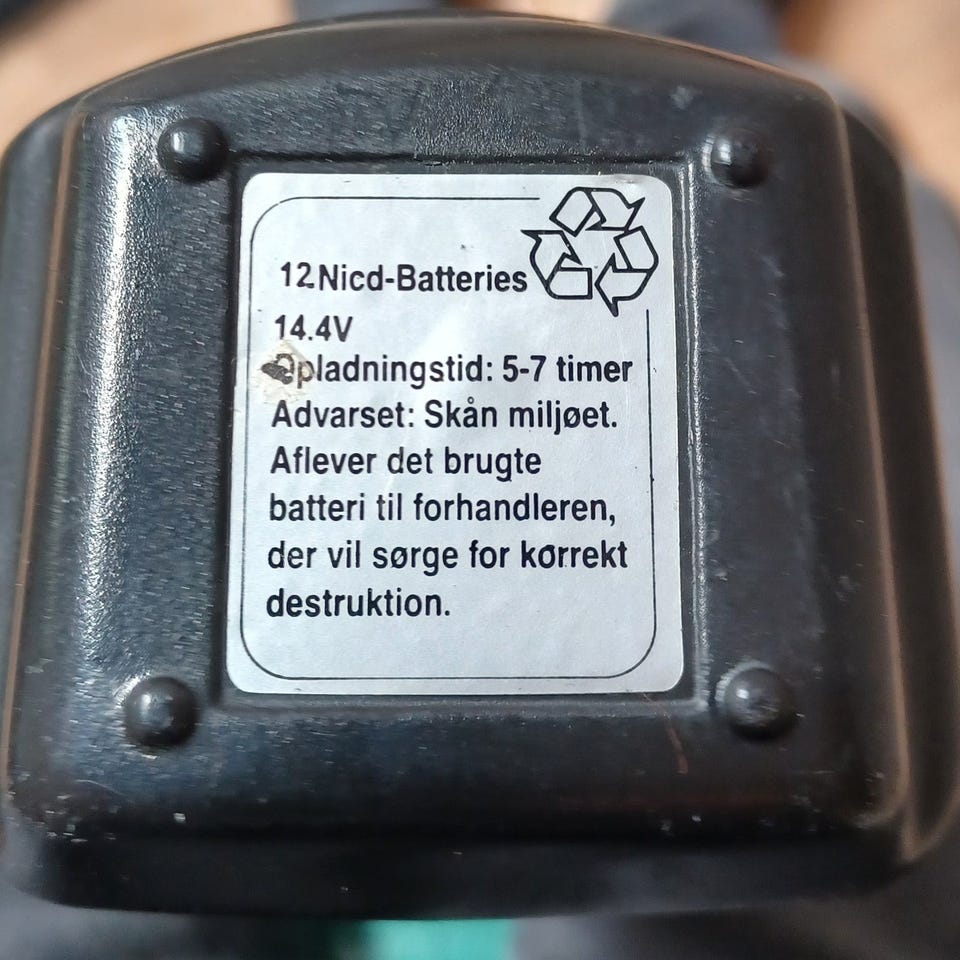 12 Nicd-Batteries
14.4V
Opladningstid: 5-7 timer
Advarset: Skån miljøet.
Aflever det brugte
batteri til forhandleren,
der vil sørge for korrekt
destruktion.